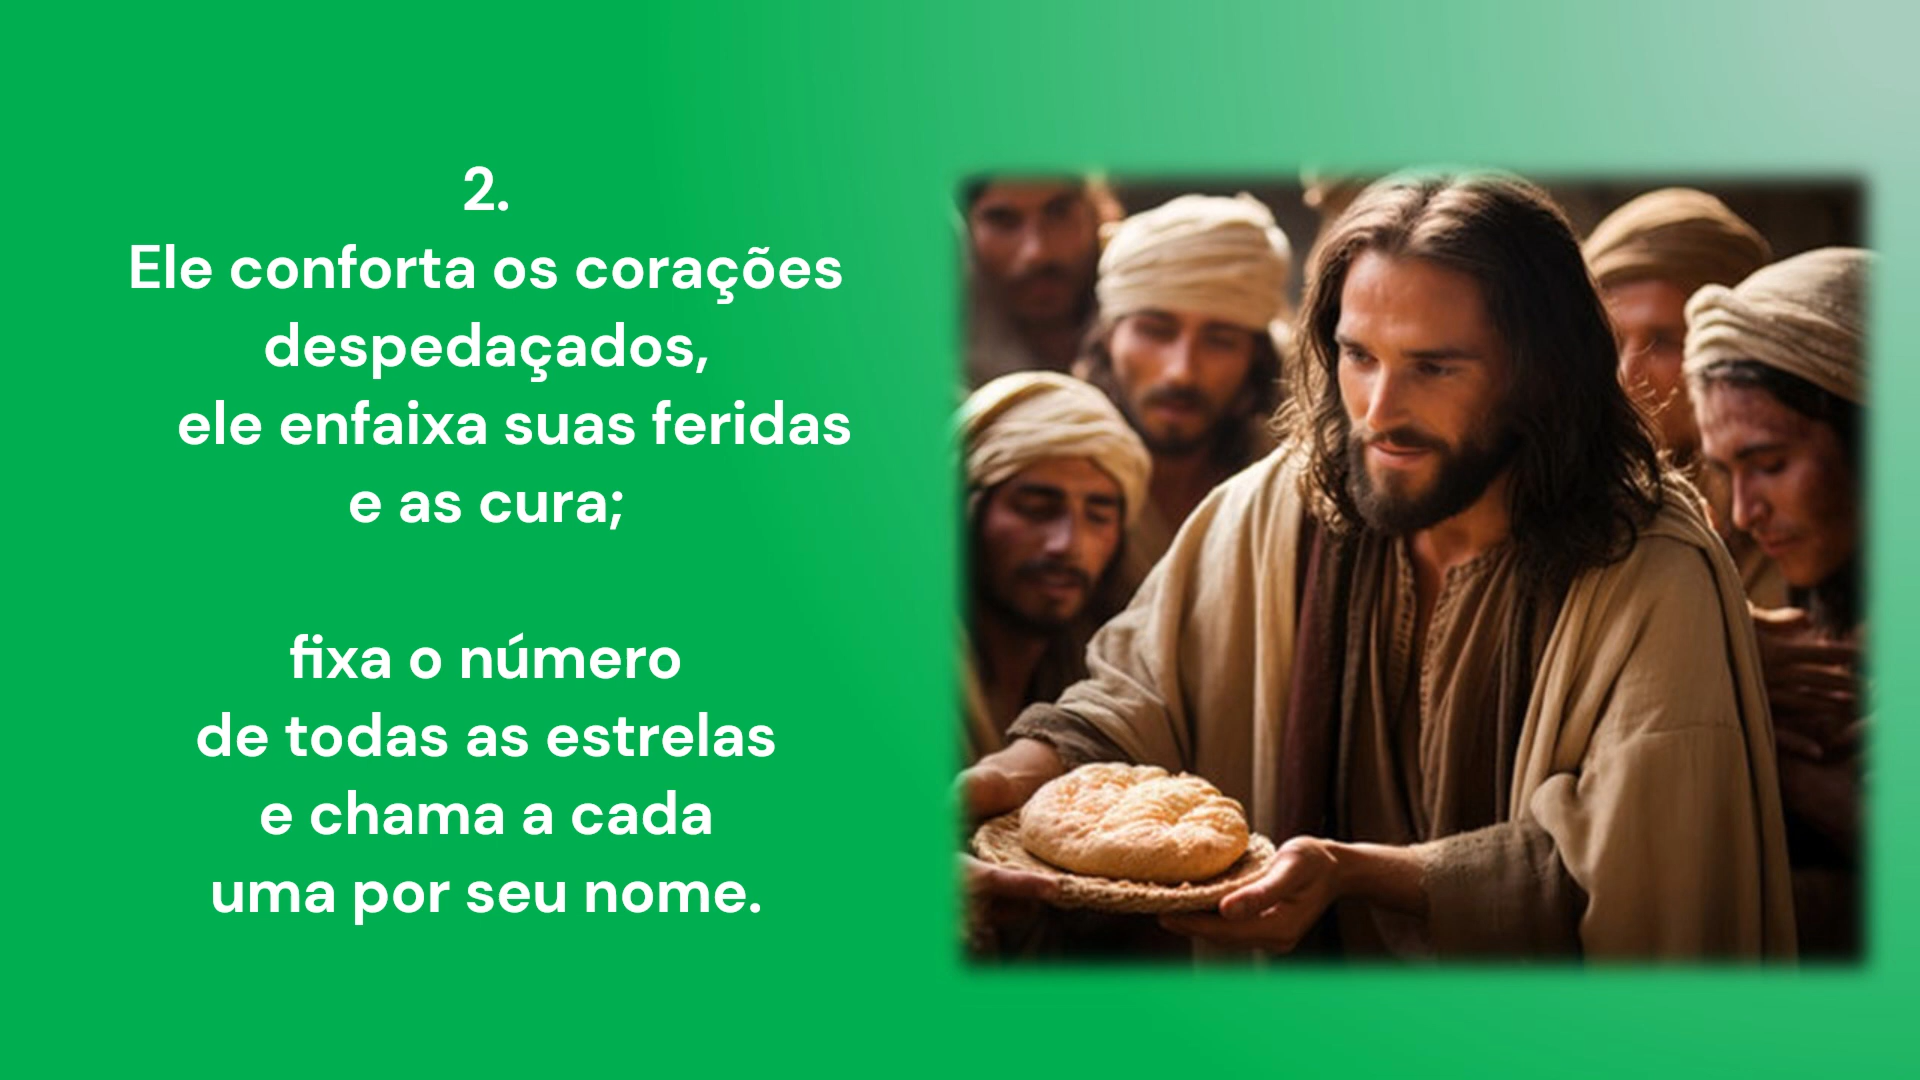 2.
Ele conforta os corações
despedaçados,
ele enfaixa suas feridas
e as cura;
fixa o número
de todas as estrelas
e chama a cada
uma por seu nome.